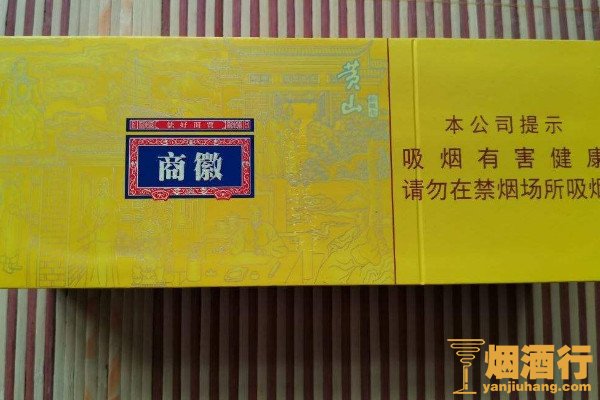 黄山
商徽
本公司提示
吸烟有害健康
请勿在禁烟场所吸烟
烟酒行
yanjiuhang.com